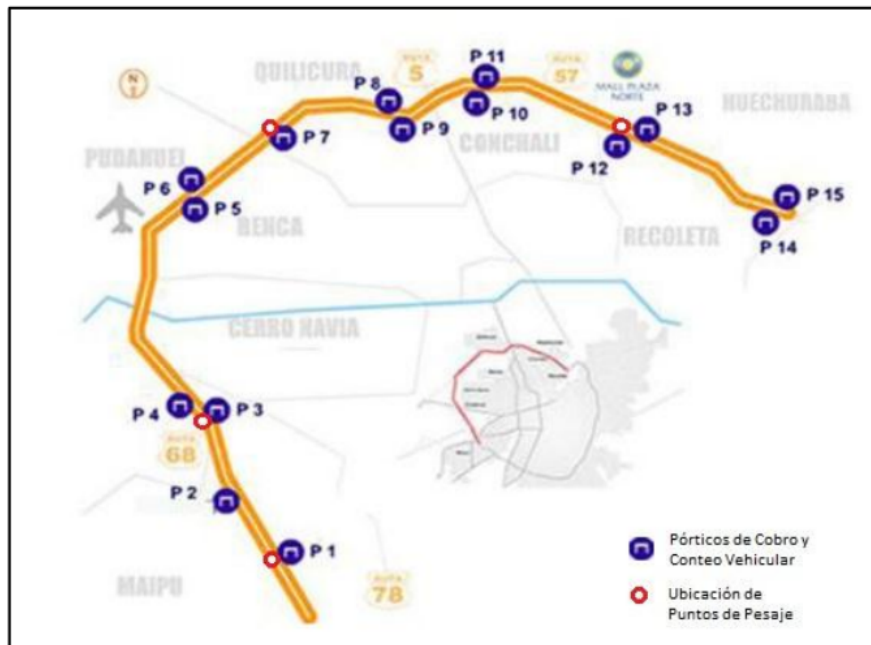 P 11
RUTA
5
RUTA
57
QUILICURA
P 8
MALL PLAZA
NORTE
P 13
HUECHURABA
P 7
P 9
P 10
CONCHALI
P 12
PUDAHUEL
P 6
P 5
P 15
RENCA
RECOLETA
P 14
CERRO NAVIA
P 4
P 3
RUTA
68
P 2
P 1
MAIPU
RUTA
78
Pórticos de Cobro y
Conteo Vehicular
Ubicación de
Puntos de Pesaje